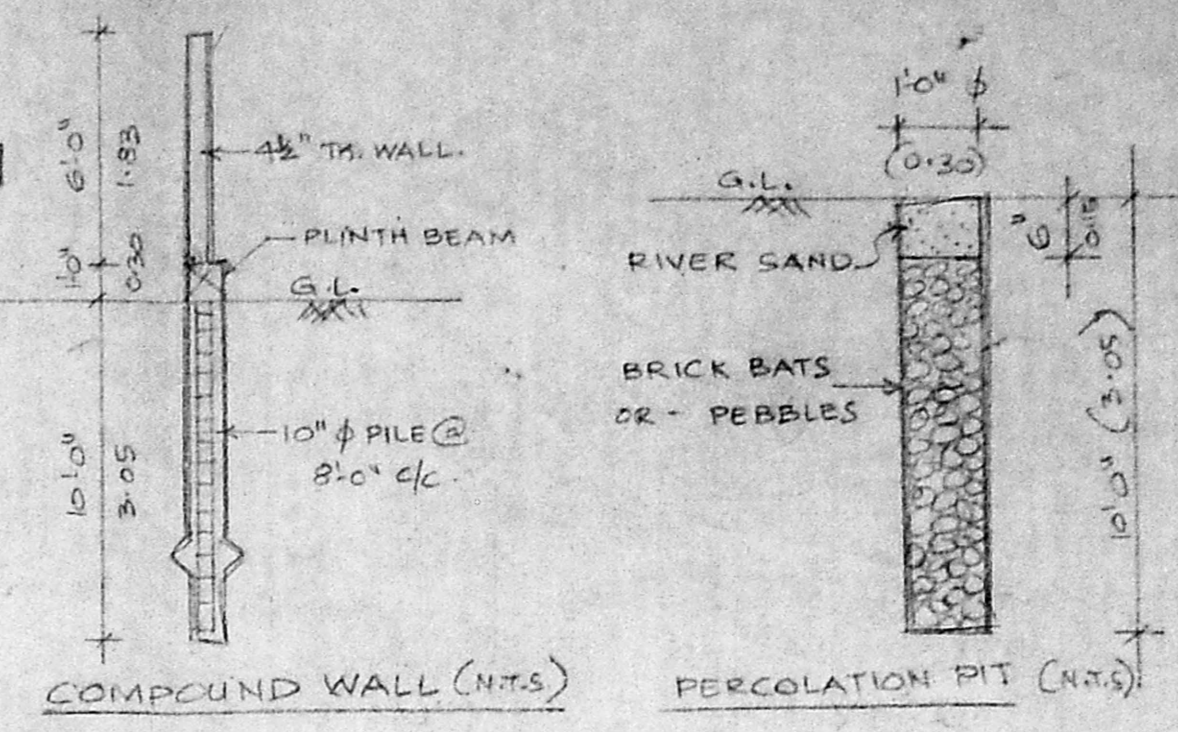 6'-0"
1.83
4½" TK. WALL.
1'-0"
0.30
PLINTH BEAM
G.L.
10'-0"
3.05
10" ϕ PILE @
8'-0" c/c.
COMPOUND WALL (N.T.S.)
1'-0" ϕ
(0.30)
G.L.
6"
0.15
RIVER SAND
BRICK BATS
OR - PEBBLES
10'-0" (3.05)
PERCOLATION PIT (N.T.S).